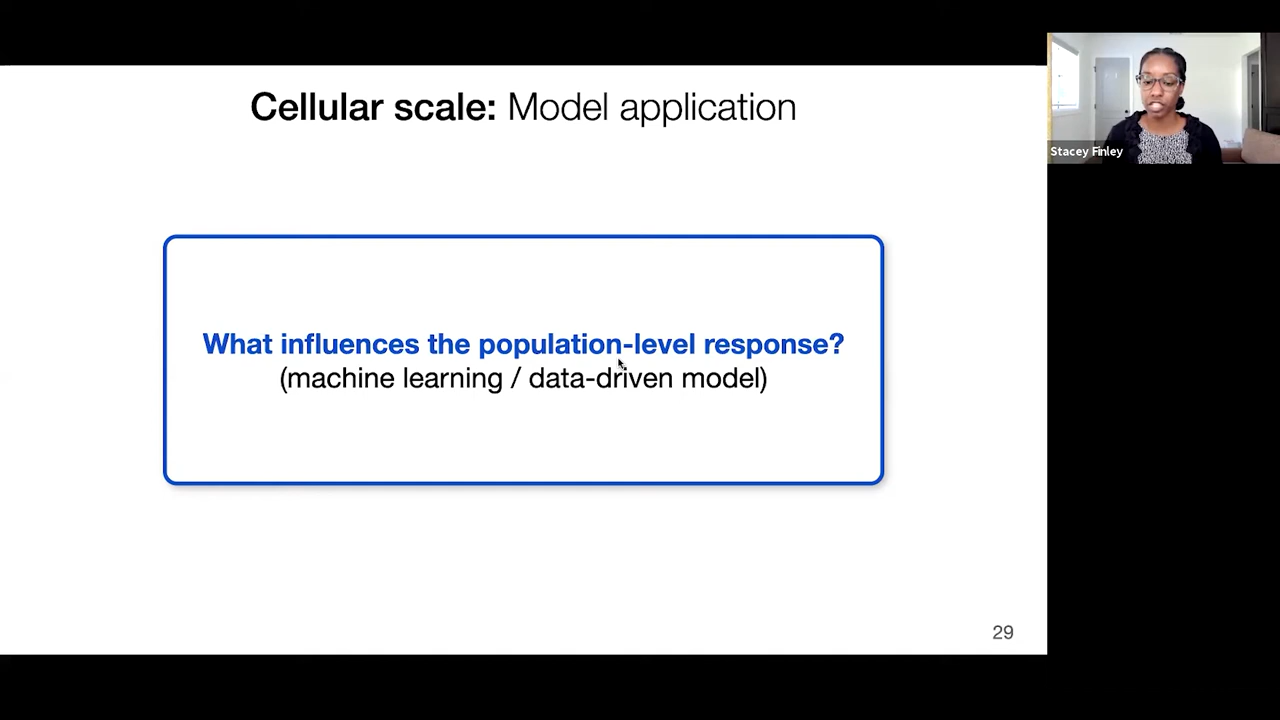 Cellular scale: Model application
Stacey Finley
What influences the population-level response?
(machine learning / data-driven model)
29